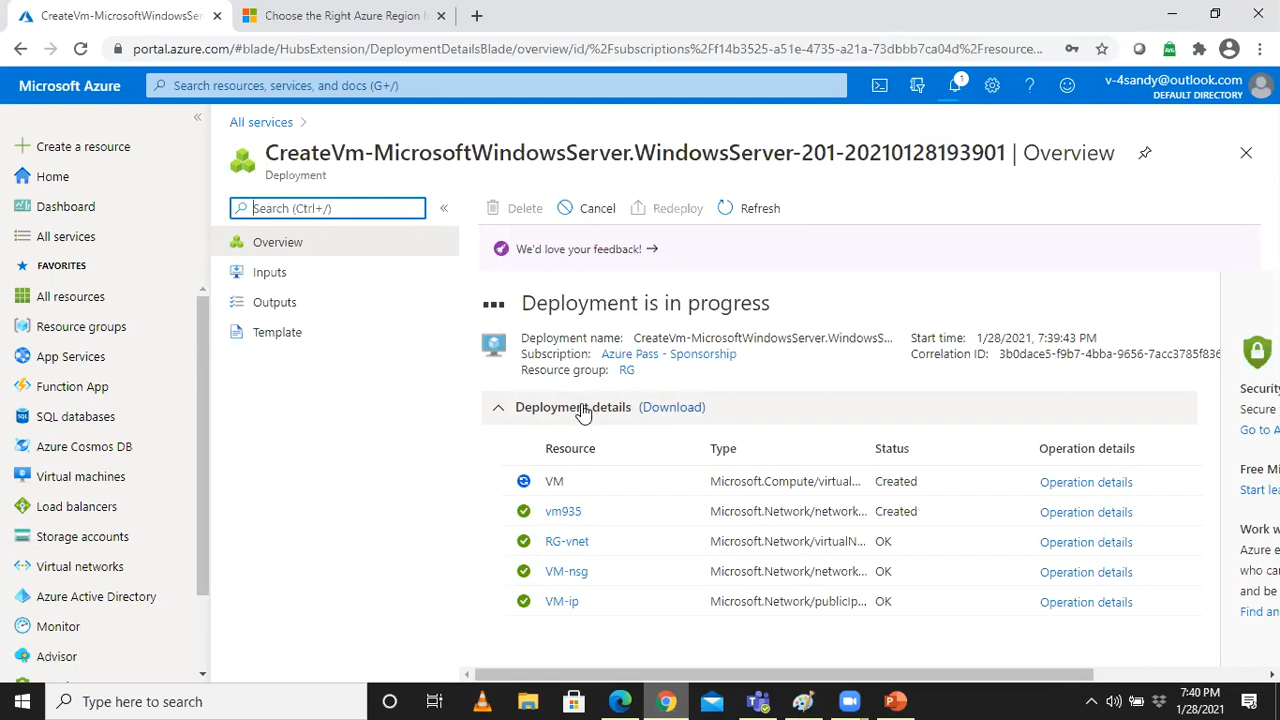 CreateVm-MicrosoftWindowsSer
Choose the Right Azure Region f
portal.azure.com/#blade/HubsExtension/DeploymentDetailsBlade/overview/id/%2Fsubscriptions%2Ff14b3525-a51e-4735-a21a-73dbbb7ca04d%2Fresource...
Microsoft Azure
Search resources, services, and docs (G+/)
1
v-4sandy@outlook.com
DEFAULT DIRECTORY
Create a resource
Home
Dashboard
All services
FAVORITES
All resources
Resource groups
App Services
Function App
SQL databases
Azure Cosmos DB
Virtual machines
Load balancers
Storage accounts
Virtual networks
Azure Active Directory
Monitor
Advisor
All services
CreateVm-MicrosoftWindowsServer.WindowsServer-201-20210128193901 | Overview
Deployment
Search (Ctrl+/)
Overview
Inputs
Outputs
Template
Delete Cancel Redeploy Refresh
We'd love your feedback! →
Deployment is in progress
Deployment name: CreateVm-MicrosoftWindowsServer.WindowsS...
Subscription: Azure Pass - Sponsorship
Resource group: RG
Start time: 1/28/2021, 7:39:43 PM
Correlation ID: 3b0dace5-f9b7-4bba-9656-7acc3785f836
Deployment details (Download)
Resource Type Status Operation details
VM Microsoft.Compute/virtual... Created Operation details
vm935 Microsoft.Network/network... Created Operation details
RG-vnet Microsoft.Network/virtualN... OK Operation details
VM-nsg Microsoft.Network/network... OK Operation details
VM-ip Microsoft.Network/publicIp... OK Operation details
Security
Secure
Go to A
Free Mi
Start lea
Work w
Azure e
who ca
and be
Find an
Type here to search
7:40 PM
1/28/2021